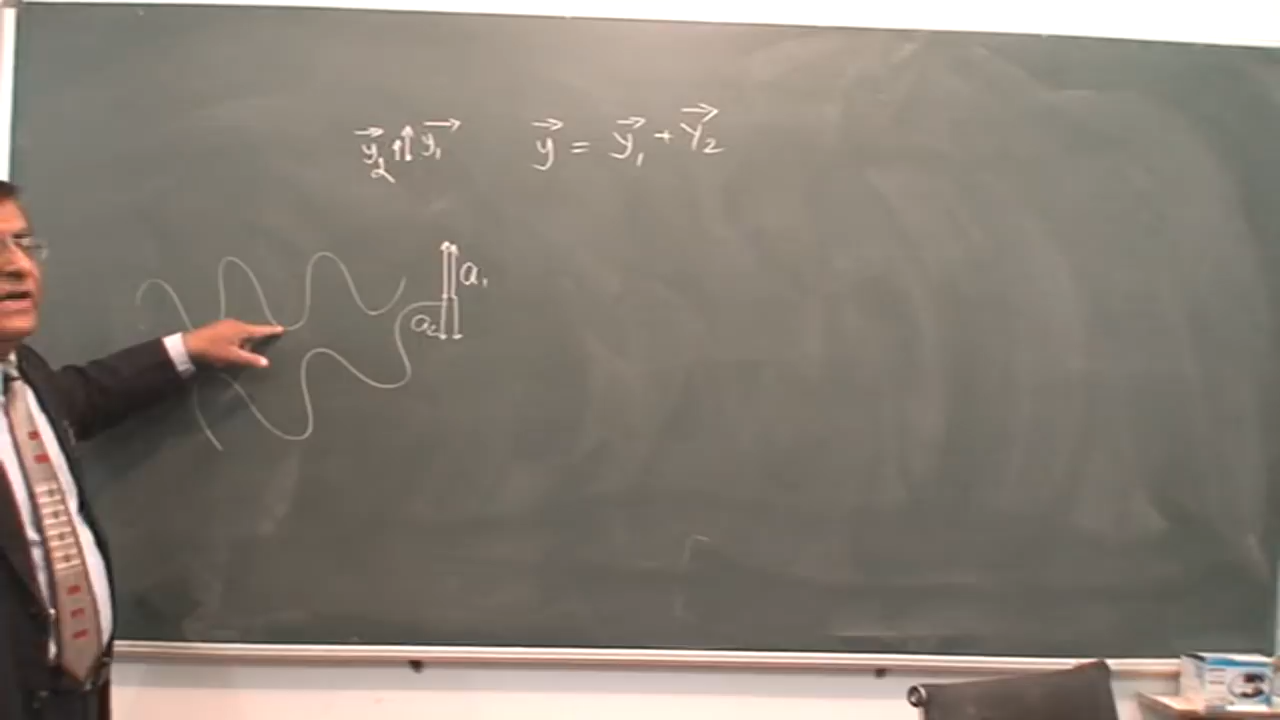 y⃗₂ y⃗₁ y⃗ = y⃗₁ + y⃗₂
a₁
a₂